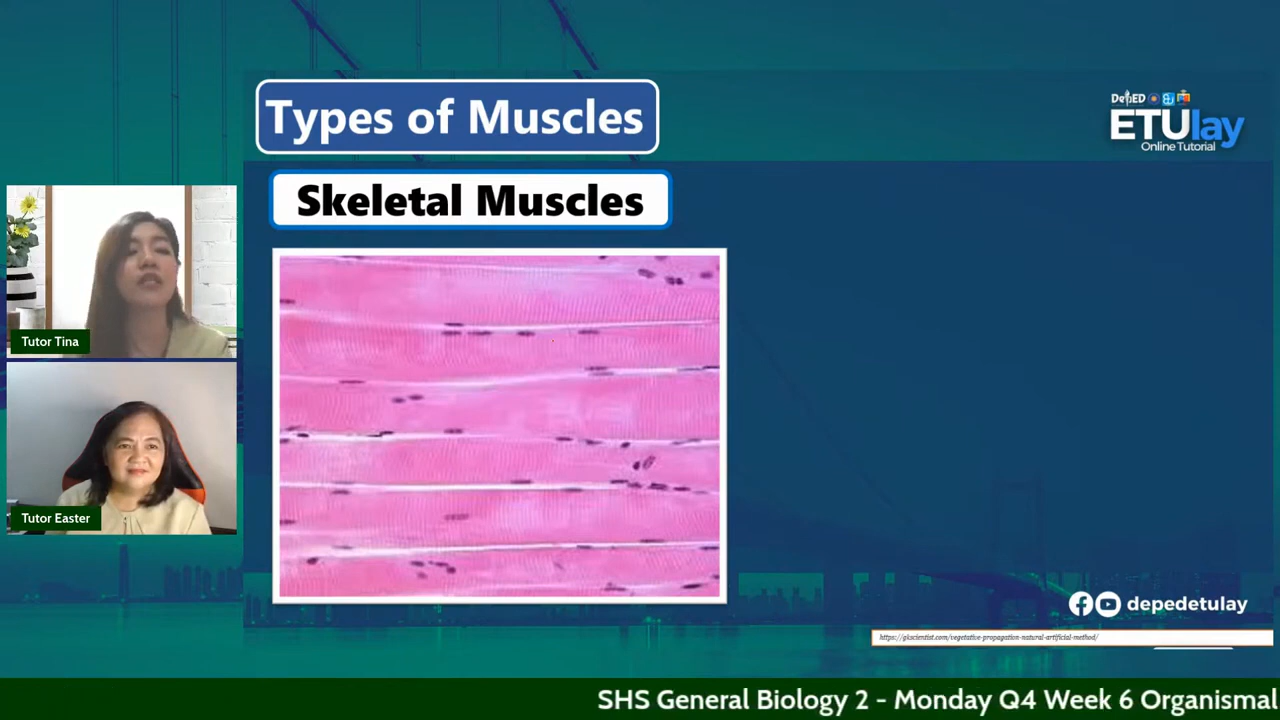 Types of Muscles
Skeletal Muscles
DepED
ETUlay
Online Tutorial
Tutor Tina
Tutor Easter
depedetulay
https://gkscientist.com/vegetative-propagation-natural-artificial-method/
SHS General Biology 2 - Monday Q4 Week 6 Organismal